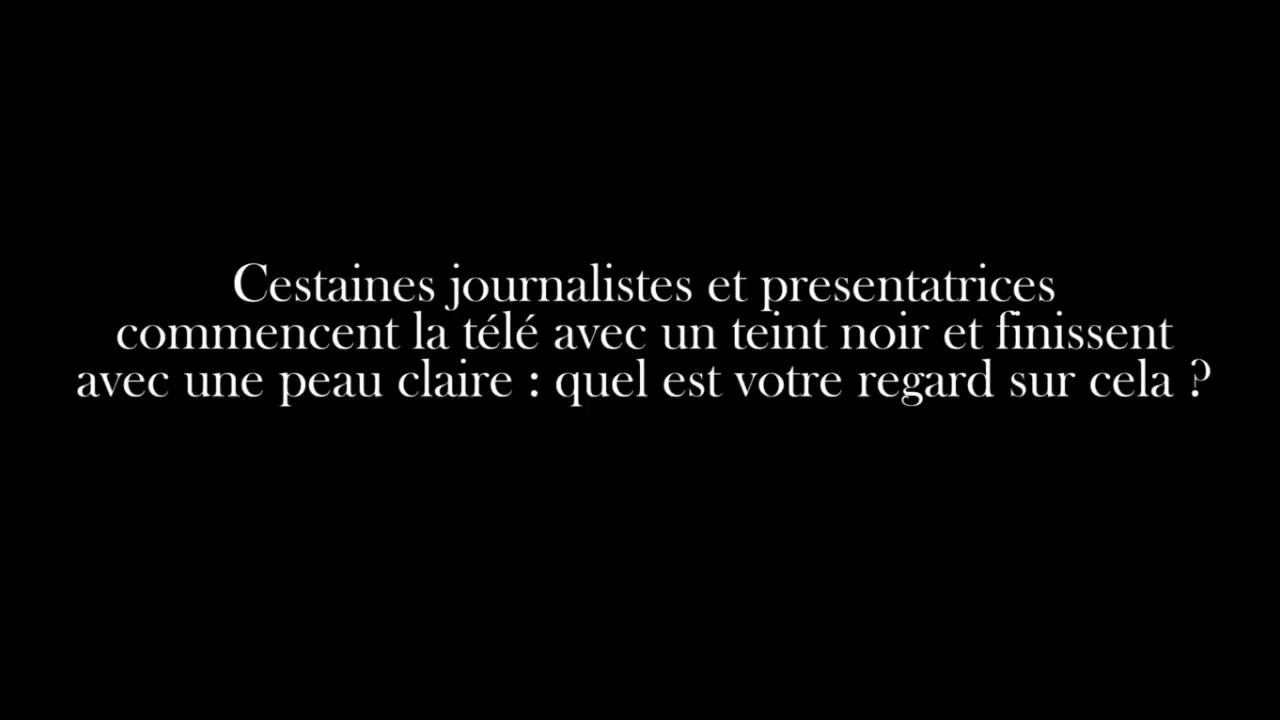 Cestaines journalistes et presentatrices
commencent la télé avec un teint noir et finissent
avec une peau claire : quel est votre regard sur cela ?